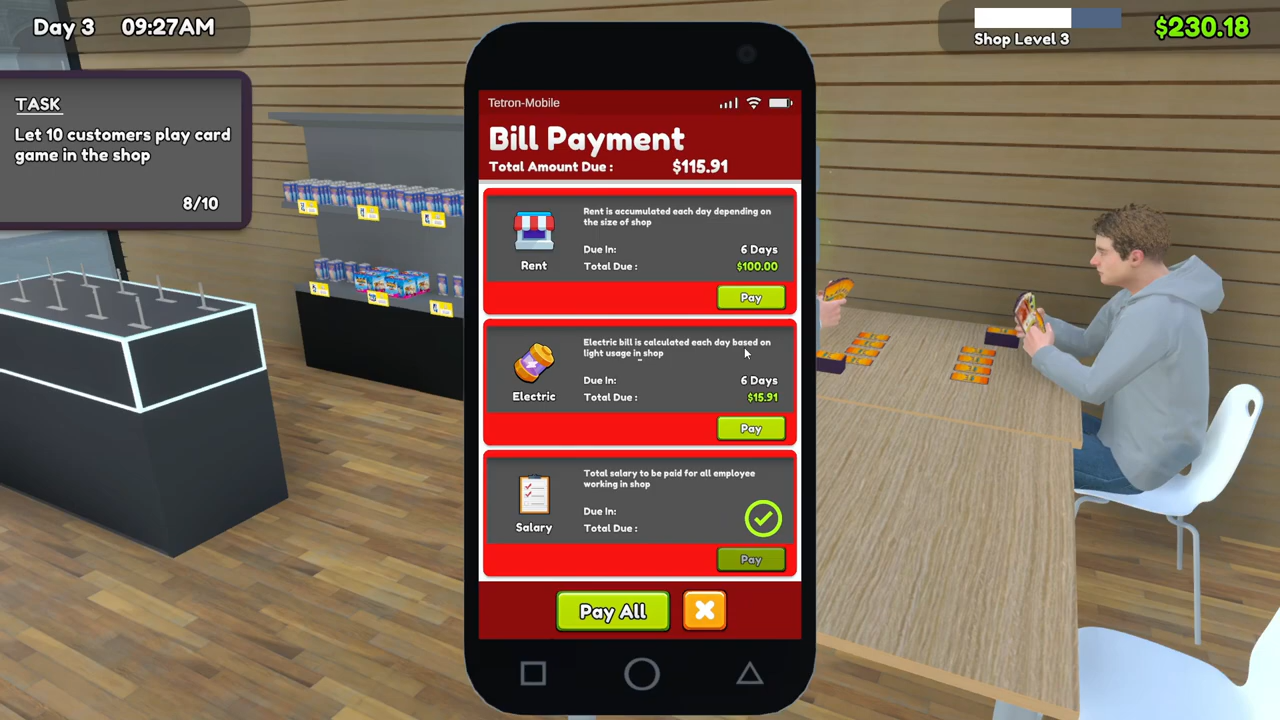 Day 3 09:27AM
Shop Level 3
$230.18
TASK
Let 10 customers play card
game in the shop
8/10
Tetron-Mobile
Bill Payment
Total Amount Due : $115.91
Rent is accumulated each day depending on
the size of shop
Due In: 6 Days
Total Due : $100.00
Rent
Pay
Electric bill is calculated each day based on
light usage in shop
Due In: 6 Days
Total Due : $15.91
Electric
Pay
Total salary to be paid for all employee
working in shop
Due In:
Total Due :
Salary
Pay
Pay All